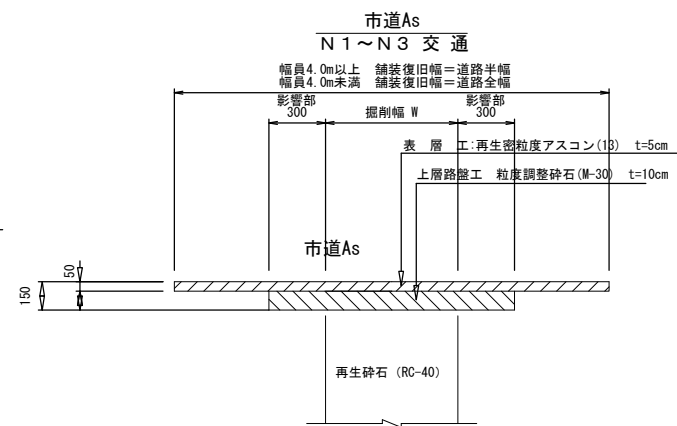 市道As
N1～N3 交 通
幅員4.0m以上 舗装復旧幅＝道路半幅
幅員4.0m未満 舗装復旧幅＝道路全幅
影響部
300
掘削幅 W
影響部
300
表 層 工:再生密粒度アスコン(13) t=5cm
上層路盤工 粒度調整砕石(M-30) t=10cm
市道As
50
150
再生砕石 (RC-40)